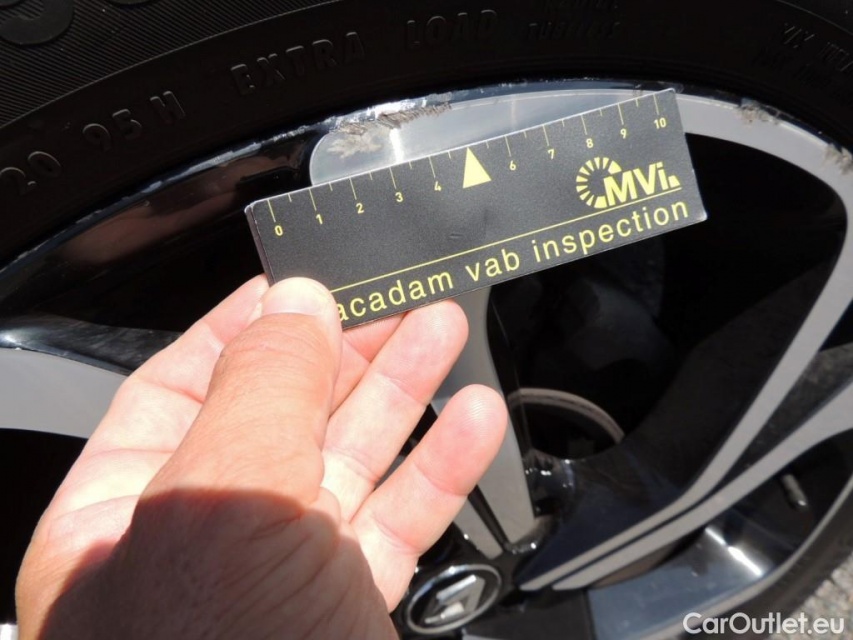 20 95 H EXTRA LOAD
0 1 2 3 4 6 7 8 9 10
MVi.
acadam vab inspection
CarOutlet.eu